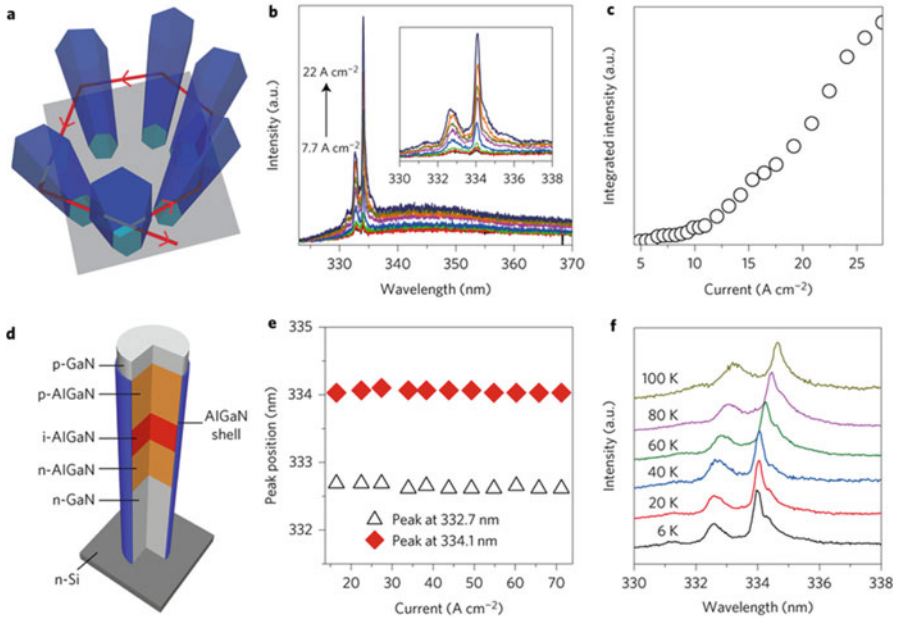 a
b
Intensity (a.u.)
22 A cm⁻²
7.7 A cm⁻²
330 332 334 336 338
330 340 350 360 370
Wavelength (nm)
c
Integrated intensity (a.u.)
5 10 15 20 25
Current (A cm⁻²)
d
p-GaN
p-AlGaN
i-AlGaN
n-AlGaN
n-GaN
n-Si
AlGaN
shell
e
Peak position (nm)
335
334
333
332
Peak at 332.7 nm
Peak at 334.1 nm
20 30 40 50 60 70
Current (A cm⁻²)
f
Intensity (a.u.)
100 K
80 K
60 K
40 K
20 K
6 K
330 332 334 336 338
Wavelength (nm)